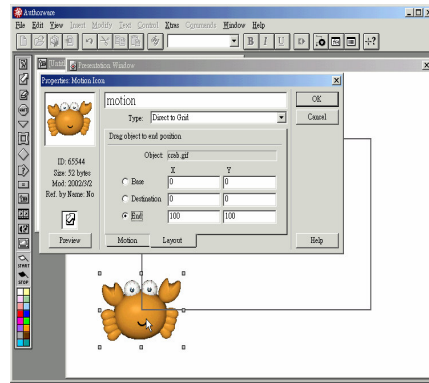 Authorware
File Edit View Insert Modify Text Control Xtras Commands Window Help
B I U
Presentation Window
Properties: Motion Icon
motion
OK
Type: Direct to Grid
Cancel
Drag object to end position
Object: crab.gif
ID: 65544
Size: 52 bytes
Mod: 2002/3/2
Ref. by Name: No
X Y
Base 0 0
Destination 0 0
End 100 100
Preview
Motion Layout
Help
START
STOP